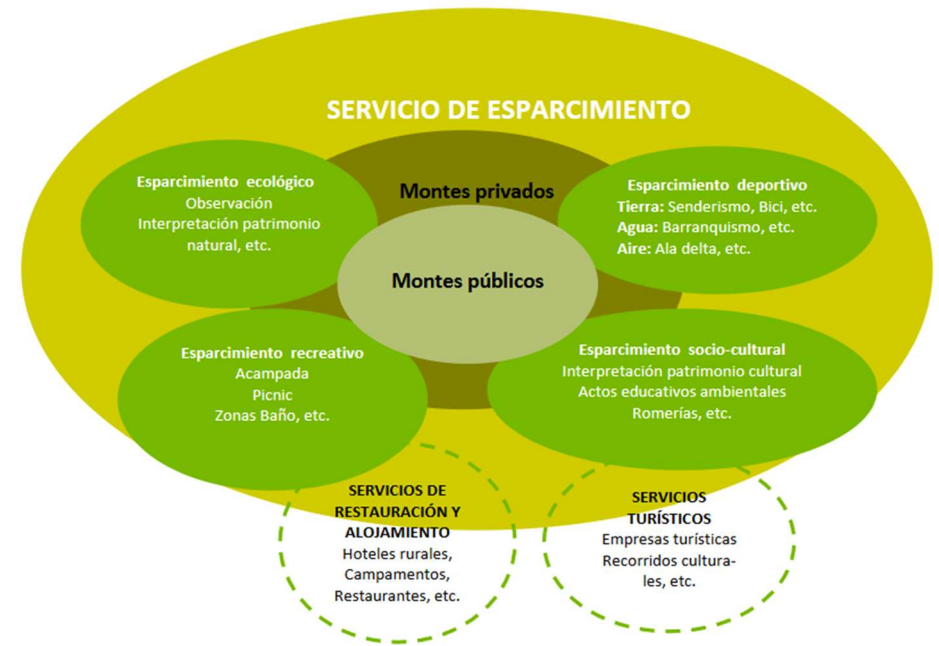 SERVICIO DE ESPARCIMIENTO
Esparcimiento ecológico
Observación
Interpretación patrimonio
natural, etc.
Montes privados
Esparcimiento deportivo
Tierra: Senderismo, Bici, etc.
Agua: Barranquismo, etc.
Aire: Ala delta, etc.
Montes públicos
Esparcimiento recreativo
Acampada
Picnic
Zonas Baño, etc.
Esparcimiento socio-cultural
Interpretación patrimonio cultural
Actos educativos ambientales
Romerías, etc.
SERVICIOS DE
RESTAURACIÓN Y
ALOJAMIENTO
Hoteles rurales,
Campamentos,
Restaurantes, etc.
SERVICIOS
TURÍSTICOS
Empresas turísticas
Recorridos cultura-
les, etc.